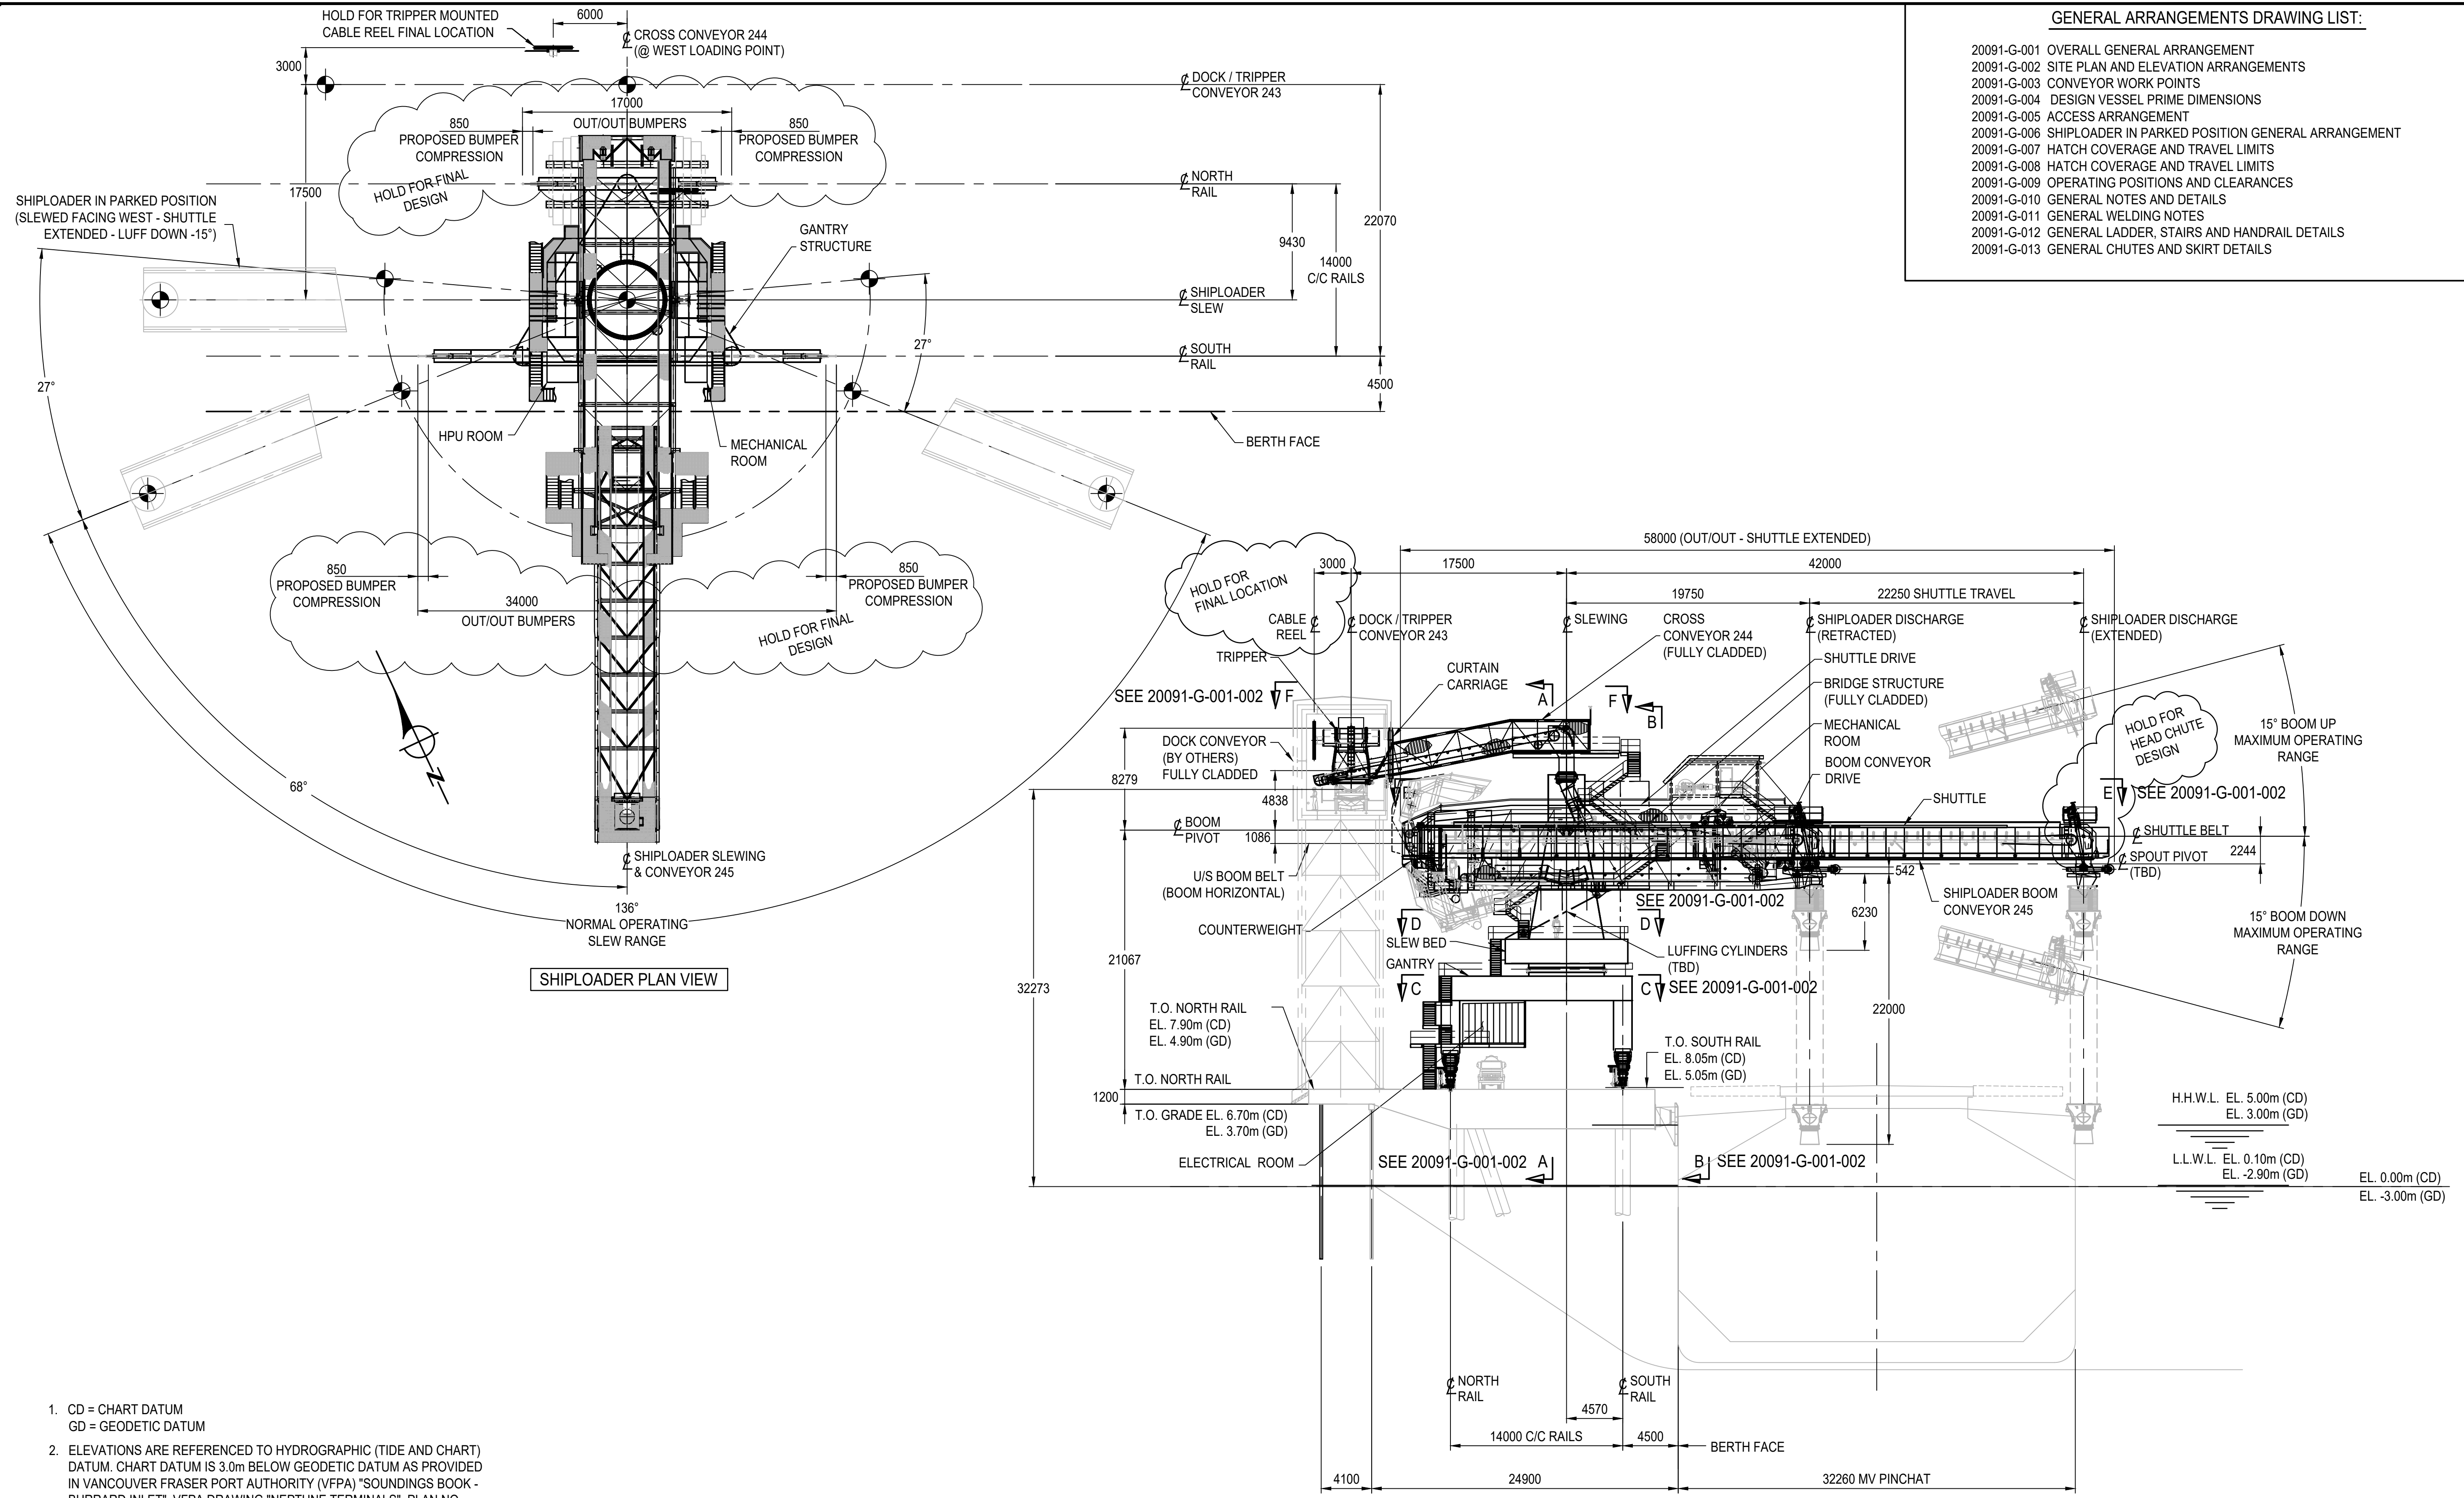 GENERAL ARRANGEMENTS DRAWING LIST:
20091-G-001 OVERALL GENERAL ARRANGEMENT
20091-G-002 SITE PLAN AND ELEVATION ARRANGEMENTS
20091-G-003 CONVEYOR WORK POINTS
20091-G-004 DESIGN VESSEL PRIME DIMENSIONS
20091-G-005 ACCESS ARRANGEMENT
20091-G-006 SHIPLOADER IN PARKED POSITION GENERAL ARRANGEMENT
20091-G-007 HATCH COVERAGE AND TRAVEL LIMITS
20091-G-008 HATCH COVERAGE AND TRAVEL LIMITS
20091-G-009 OPERATING POSITIONS AND CLEARANCES
20091-G-010 GENERAL NOTES AND DETAILS
20091-G-011 GENERAL WELDING NOTES
20091-G-012 GENERAL LADDER, STAIRS AND HANDRAIL DETAILS
20091-G-013 GENERAL CHUTES AND SKIRT DETAILS
HOLD FOR TRIPPER MOUNTED
CABLE REEL FINAL LOCATION
6000
℄ CROSS CONVEYOR 244
(@ WEST LOADING POINT)
3000
℄ DOCK / TRIPPER
CONVEYOR 243
17000
OUT/OUT BUMPERS
850
PROPOSED BUMPER
COMPRESSION
850
PROPOSED BUMPER
COMPRESSION
HOLD FOR FINAL
DESIGN
17500
℄ NORTH
RAIL
SHIPLOADER IN PARKED POSITION
(SLEWED FACING WEST - SHUTTLE
EXTENDED - LUFF DOWN -15°)
GANTRY
STRUCTURE
22070
9430
14000
C/C RAILS
℄ SHIPLOADER
SLEW
27°
℄ SOUTH
RAIL
27°
4500
HPU ROOM
MECHANICAL
ROOM
BERTH FACE
850
PROPOSED BUMPER
COMPRESSION
34000
OUT/OUT BUMPERS
850
PROPOSED BUMPER
COMPRESSION
HOLD FOR FINAL
DESIGN
N
68°
℄ SHIPLOADER SLEWING
& CONVEYOR 245
136°
NORMAL OPERATING
SLEW RANGE
SHIPLOADER PLAN VIEW
58000 (OUT/OUT - SHUTTLE EXTENDED)
HOLD FOR
FINAL LOCATION
3000
17500
42000
19750
22250 SHUTTLE TRAVEL
CABLE ℄
REEL
℄ DOCK / TRIPPER
CONVEYOR 243
℄ SLEWING
CROSS
CONVEYOR 244
(FULLY CLADDED)
℄ SHIPLOADER DISCHARGE
(RETRACTED)
℄ SHIPLOADER DISCHARGE
(EXTENDED)
TRIPPER
CURTAIN
CARRIAGE
SHUTTLE DRIVE
BRIDGE STRUCTURE
(FULLY CLADDED)
SEE 20091-G-001-002
F
A
F
B
MECHANICAL
ROOM
BOOM CONVEYOR
DRIVE
HOLD FOR
HEAD CHUTE
DESIGN
15° BOOM UP
MAXIMUM OPERATING
RANGE
DOCK CONVEYOR
(BY OTHERS)
FULLY CLADDED
8279
4838
E
SHUTTLE
E
SEE 20091-G-001-002
℄ BOOM
PIVOT
1086
℄ SHUTTLE BELT
2244
℄ SPOUT PIVOT
(TBD)
U/S BOOM BELT
(BOOM HORIZONTAL)
542
SHIPLOADER BOOM
CONVEYOR 245
SEE 20091-G-001-002
6230
COUNTERWEIGHT
D
D
SLEW BED
LUFFING CYLINDERS
(TBD)
15° BOOM DOWN
MAXIMUM OPERATING
RANGE
GANTRY
C
C
SEE 20091-G-001-002
21067
32273
22000
T.O. NORTH RAIL
EL. 7.90m (CD)
EL. 4.90m (GD)
T.O. SOUTH RAIL
EL. 8.05m (CD)
EL. 5.05m (GD)
T.O. NORTH RAIL
1200
T.O. GRADE EL. 6.70m (CD)
EL. 3.70m (GD)
H.H.W.L. EL. 5.00m (CD)
EL. 3.00m (GD)
ELECTRICAL ROOM
SEE 20091-G-001-002
A
B
SEE 20091-G-001-002
L.L.W.L. EL. 0.10m (CD)
EL. -2.90m (GD)
EL. 0.00m (CD)
EL. -3.00m (GD)
℄ NORTH
RAIL
℄ SOUTH
RAIL
4570
14000 C/C RAILS
4500
BERTH FACE
4100
24900
32260 MV PINCHAT
1. CD = CHART DATUM
GD = GEODETIC DATUM
2. ELEVATIONS ARE REFERENCED TO HYDROGRAPHIC (TIDE AND CHART)
DATUM. CHART DATUM IS 3.0m BELOW GEODETIC DATUM AS PROVIDED
IN VANCOUVER FRASER PORT AUTHORITY (VFPA) "SOUNDINGS BOOK -
BURRARD INLET", VFPA DRAWING "NEPTUNE TERMINALS", PLAN NO.